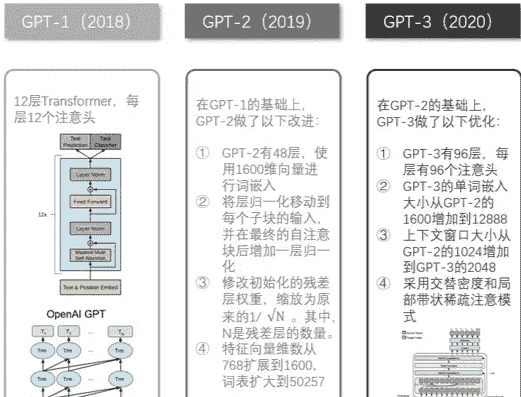 GPT-1（2018）
12层Transformer，每
层12个注意头
Text Prediction
Task Classifier
Layer Norm
Feed Forward
12x
Layer Norm
Masked Multi Self Attention
Text & Position Embed
OpenAI GPT
T₁ T₂ ...
Trm Trm ... Trm
Trm Trm ... Trm
GPT-2（2019）
在GPT-1的基础上，
GPT-2做了以下改进：
① GPT-2有48层，使
用1600维向量进
行词嵌入
② 将层归一化移动到
每个子块的输入，
并在最终的自注意
块后增加一层归一
化
③ 修改初始化的残差
层权重，缩放为原
来的1/ √N 。其中，
N是残差层的数量。
④ 特征向量维数从
768扩展到1600，
词表扩大到50257
GPT-3（2020）
在GPT-2的基础上，
GPT-3做了以下优化：
① GPT-3有96层，每
层有96个注意头
② GPT-3的单词嵌入
大小从GPT-2的
1600增加到12888
③ 上下文窗口大小从
GPT-2的1024增加
到GPT-3的2048
④ 采用交替密度和局
部带状稀疏注意模
式